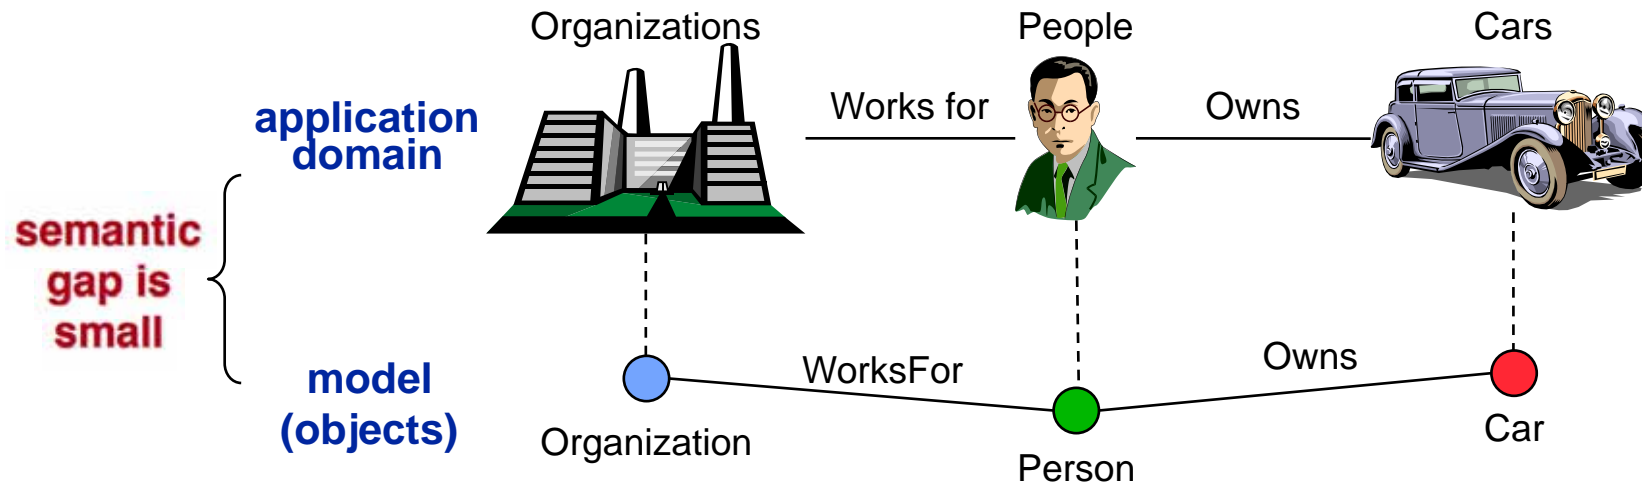 Organizations
People
Cars
application
domain
Works for
Owns
semantic
gap is
small
model
(objects)
WorksFor
Owns
Organization
Person
Car